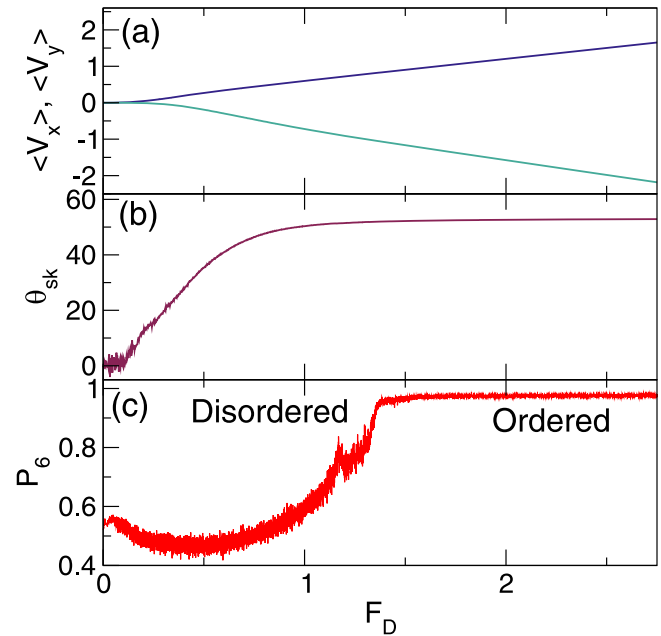 (a)
<V_x>, <V_y>
2
1
0
-1
-2
(b)
θ_sk
60
40
20
0
(c)
Disordered
Ordered
P_6
1
0.8
0.6
0.4
0
1
2
F_D